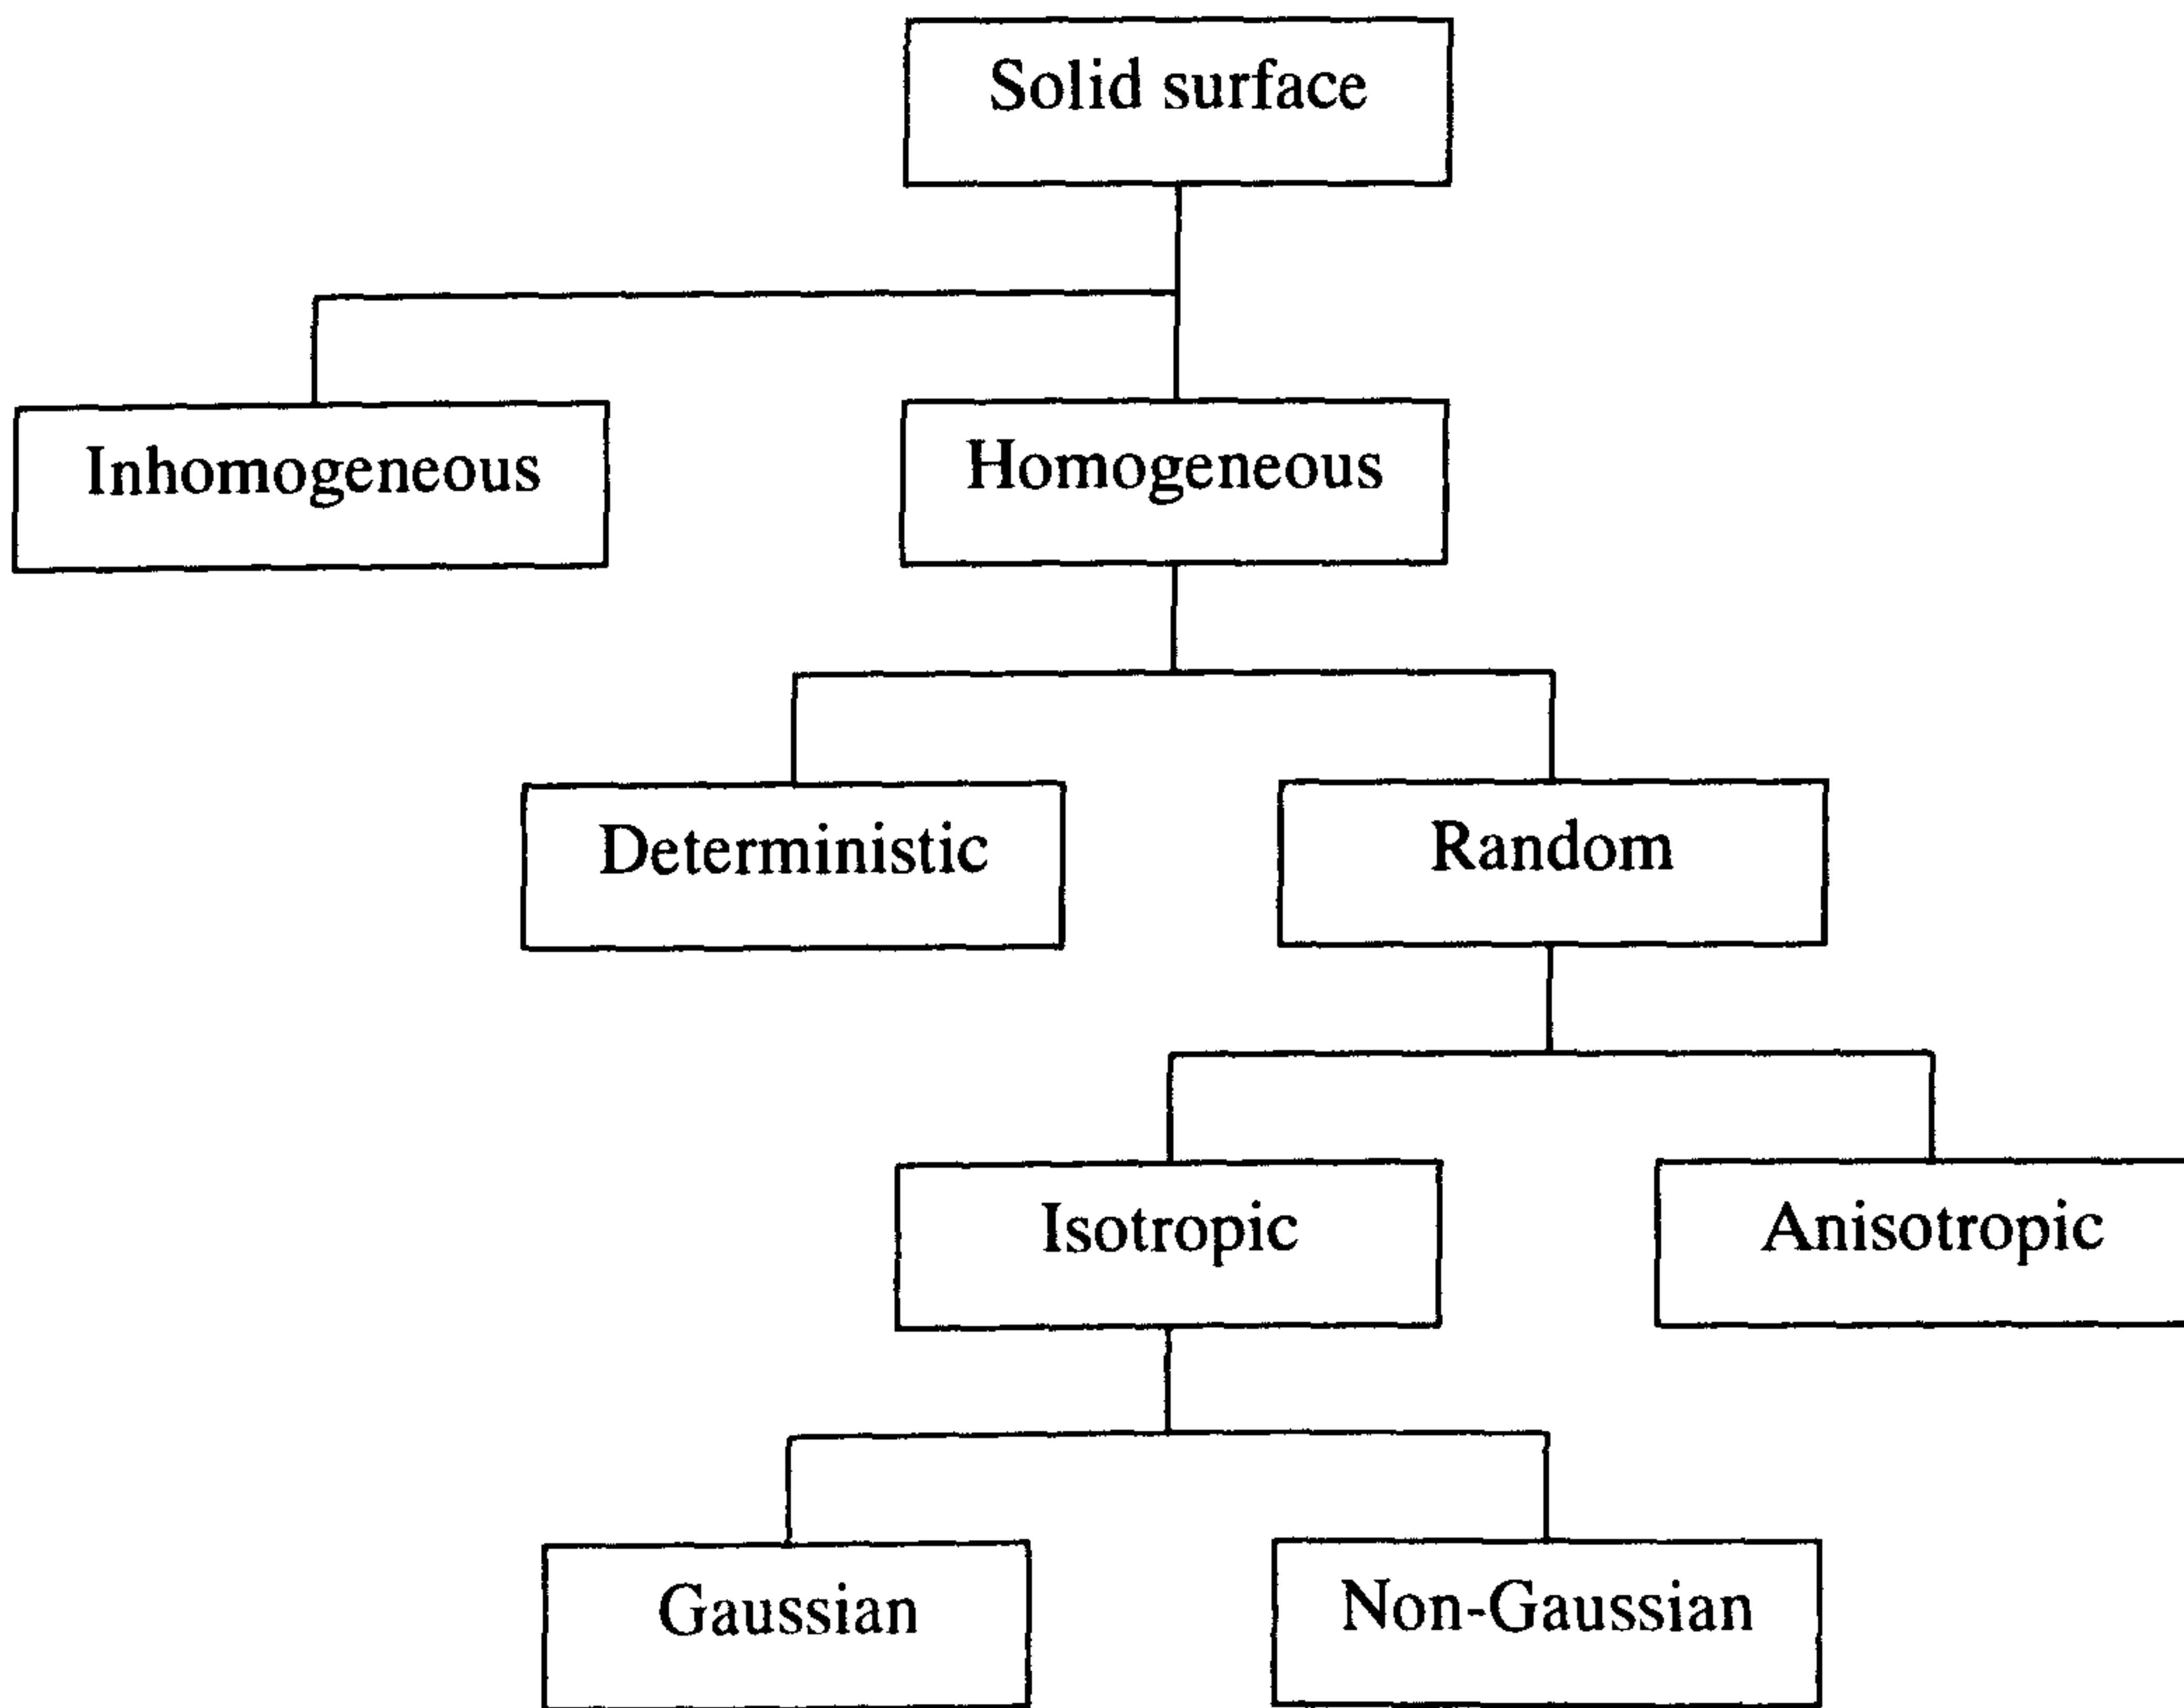 Solid surface
Inhomogeneous
Homogeneous
Deterministic
Random
Isotropic
Anisotropic
Gaussian
Non-Gaussian